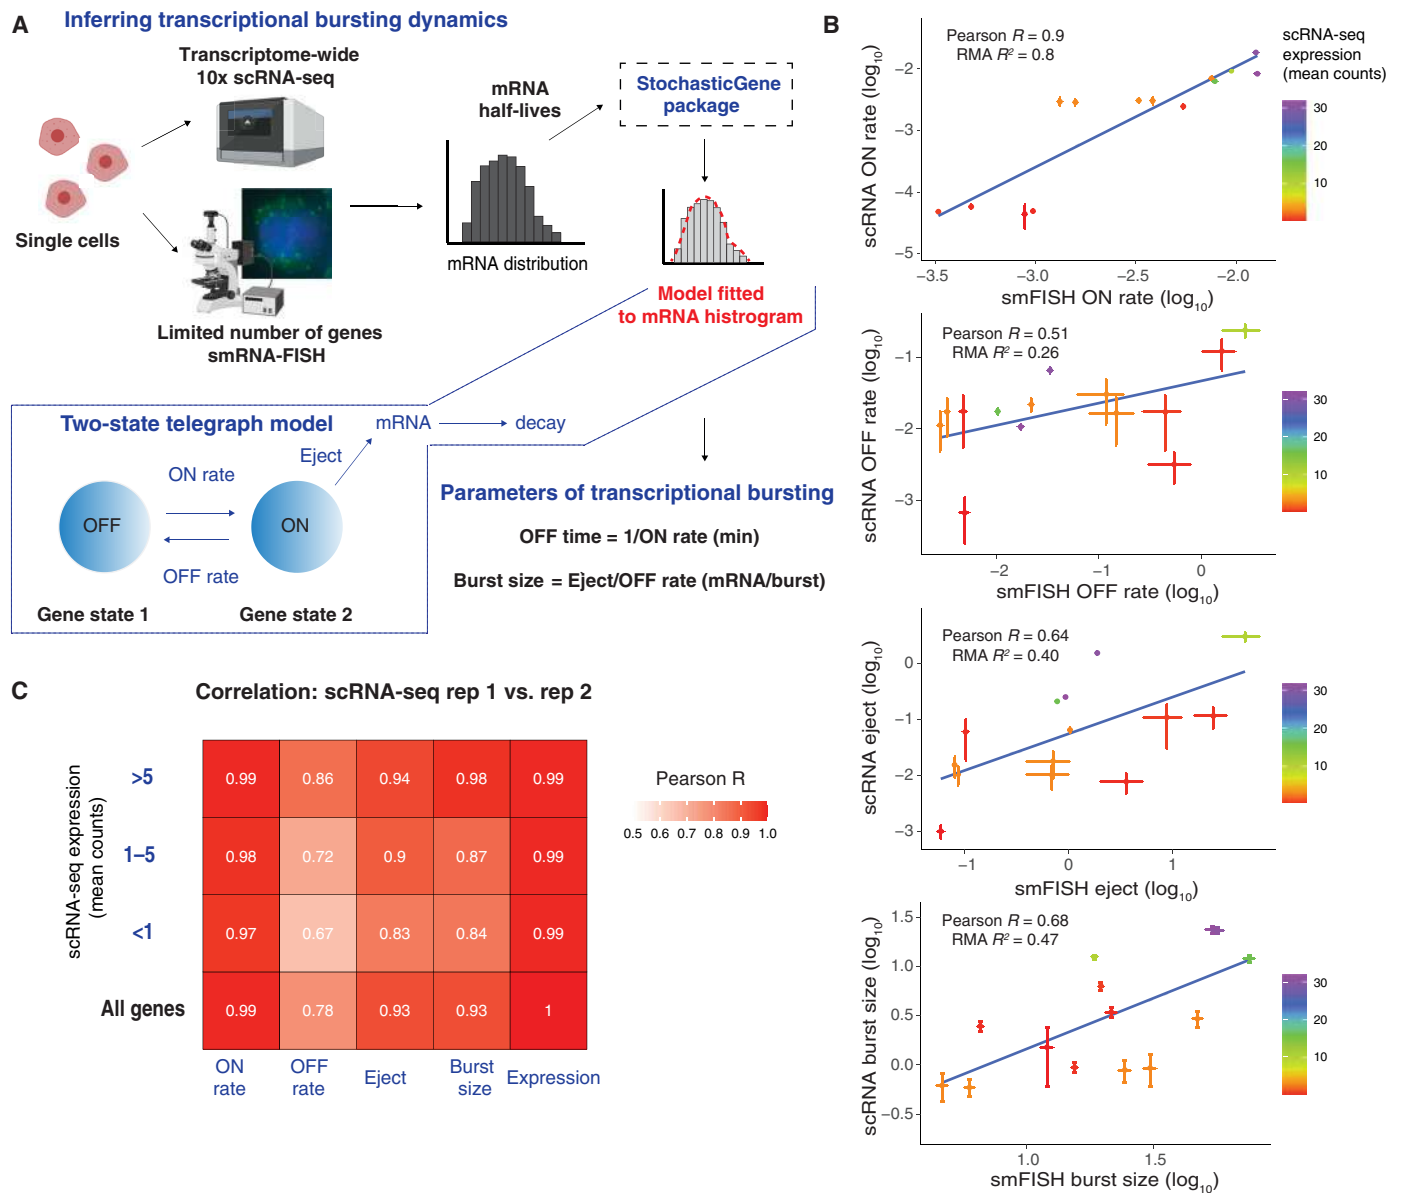 A
Inferring transcriptional bursting dynamics
Transcriptome-wide
10x scRNA-seq
Single cells
Limited number of genes
smRNA-FISH
mRNA distribution
mRNA
half-lives
StochasticGene
package
Model fitted
to mRNA histrogram
Two-state telegraph model
mRNA
decay
Eject
ON rate
OFF
ON
OFF rate
Gene state 1
Gene state 2
Parameters of transcriptional bursting
OFF time = 1/ON rate (min)
Burst size = Eject/OFF rate (mRNA/burst)
B
Pearson R = 0.9
RMA R² = 0.8
scRNA ON rate (log₁₀)
−2
−3
−4
−5
−3.5
−3.0
−2.5
−2.0
smFISH ON rate (log₁₀)
scRNA-seq
expression
(mean counts)
30
20
10
Pearson R = 0.51
RMA R² = 0.26
scRNA OFF rate (log₁₀)
−1
−2
−3
−2
−1
0
smFISH OFF rate (log₁₀)
30
20
10
Pearson R = 0.64
RMA R² = 0.40
scRNA eject (log₁₀)
0
−1
−2
−3
−1
0
1
smFISH eject (log₁₀)
30
20
10
Pearson R = 0.68
RMA R² = 0.47
scRNA burst size (log₁₀)
1.5
1.0
0.5
0.0
−0.5
1.0
1.5
smFISH burst size (log₁₀)
30
20
10
C
Correlation: scRNA-seq rep 1 vs. rep 2
scRNA-seq expression
(mean counts)
>5
0.99
0.86
0.94
0.98
0.99
1–5
0.98
0.72
0.9
0.87
0.99
<1
0.97
0.67
0.83
0.84
0.99
All genes
0.99
0.78
0.93
0.93
1
ON
rate
OFF
rate
Eject
Burst
size
Expression
Pearson R
0.5 0.6 0.7 0.8 0.9 1.0